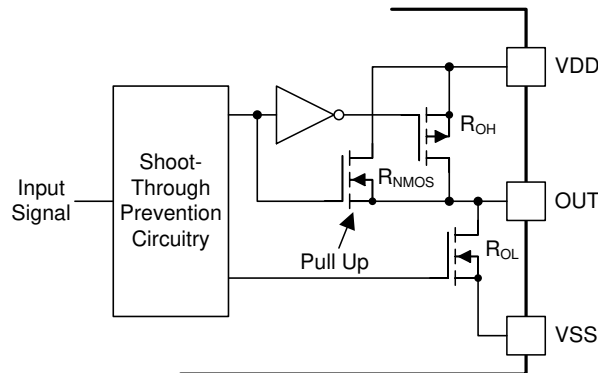 VDD
Shoot-
Through
Prevention
Circuitry
Input
Signal
R_OH
R_NMOS
OUT
Pull Up
R_OL
VSS